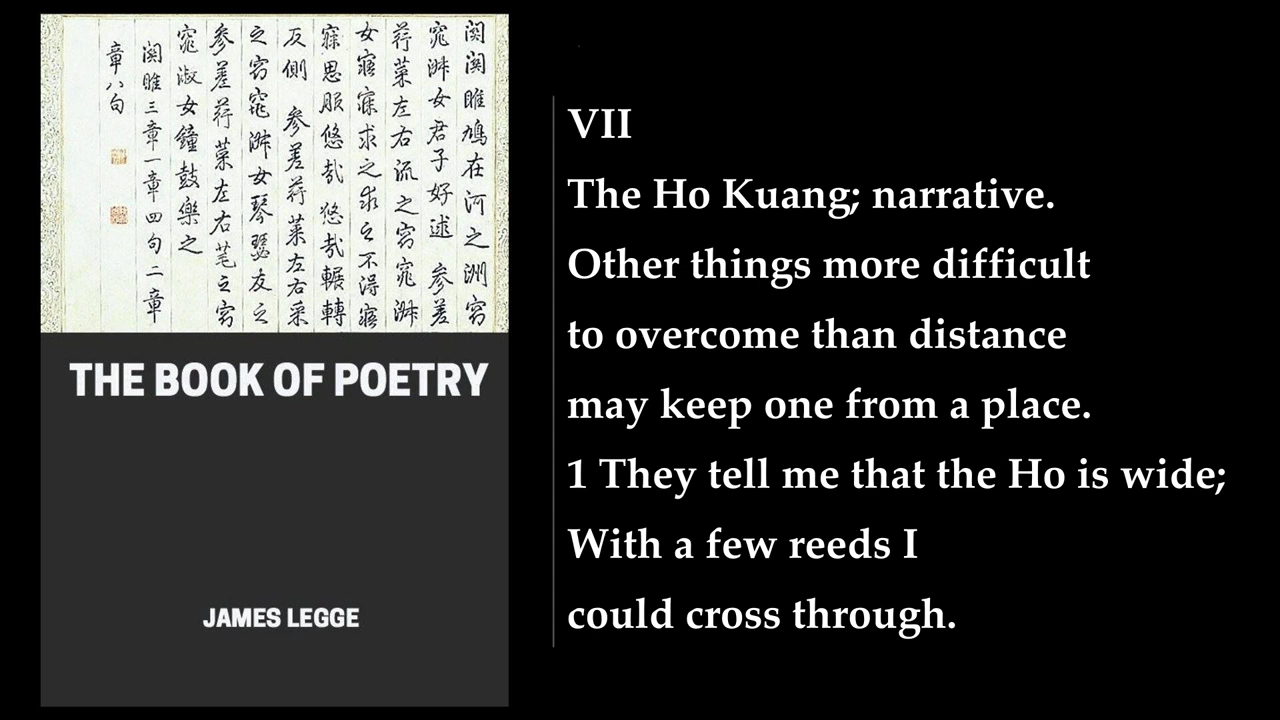 関関雎鳩在河之洲窈
窕淑女君子好逑 参差
荇菜左右流之窈窕淑
女寤寐求之求之不得寤
寐思服悠哉悠哉輾轉
反側 参差荇菜左右采
之窈窕淑女琴瑟友之
参差荇菜左右芼之窈
窕淑女鐘鼓樂之
関雎三章一章四句二章
章八句
THE BOOK OF POETRY
JAMES LEGGE
VII
The Ho Kuang; narrative.
Other things more difficult
to overcome than distance
may keep one from a place.
1 They tell me that the Ho is wide;
With a few reeds I
could cross through.